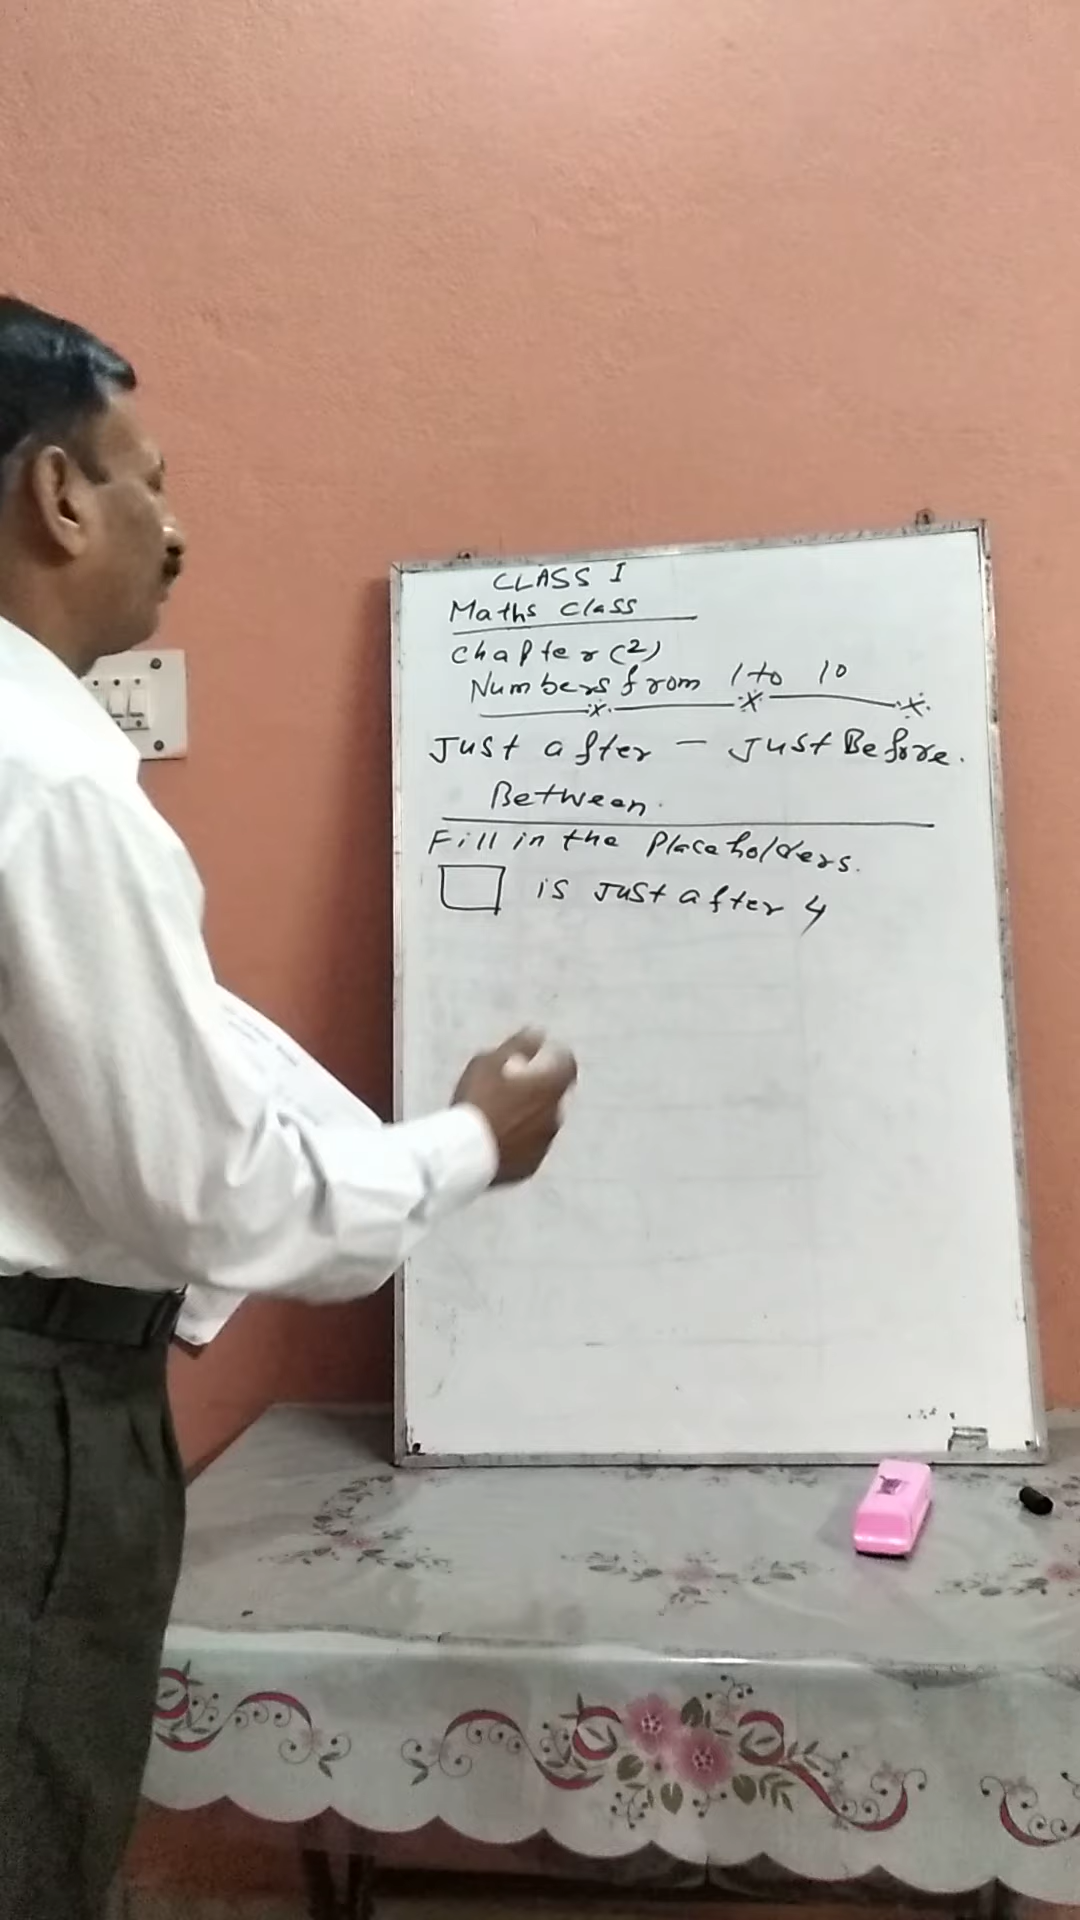 CLASS I
Maths Class
Chapter (2)
Numbers from 1 to 10
Just after - Just Before.
Between.
Fill in the Placeholders.
is Just after 4